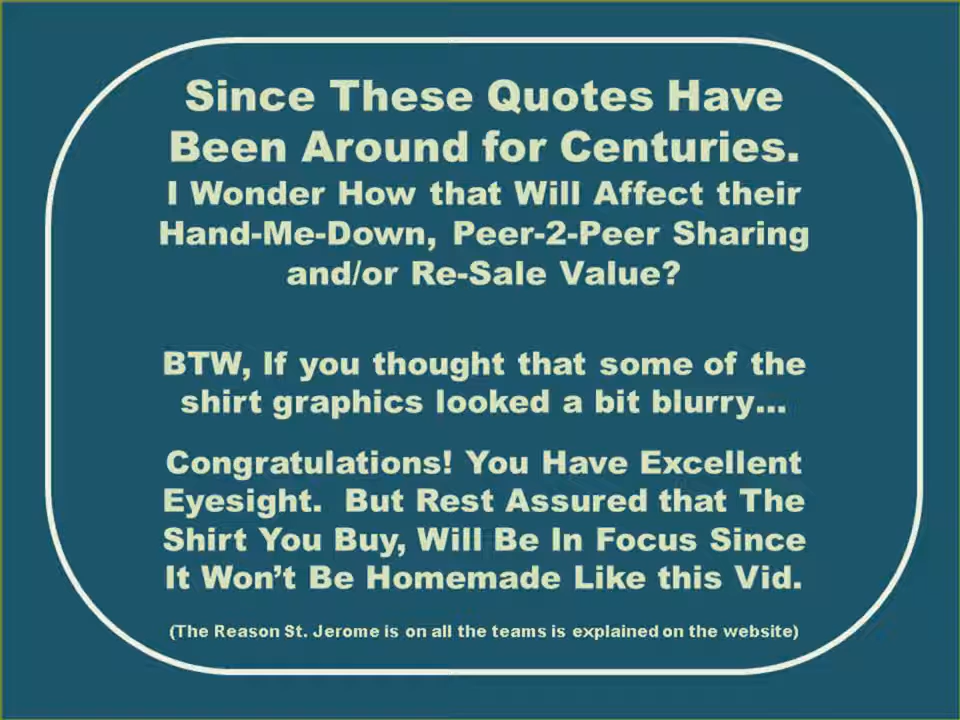 Since These Quotes Have
Been Around for Centuries.
I Wonder How that Will Affect their
Hand-Me-Down, Peer-2-Peer Sharing
and/or Re-Sale Value?
BTW, If you thought that some of the
shirt graphics looked a bit blurry...
Congratulations! You Have Excellent
Eyesight.  But Rest Assured that The
Shirt You Buy, Will Be In Focus Since
It Won’t Be Homemade Like this Vid.
(The Reason St. Jerome is on all the teams is explained on the website)